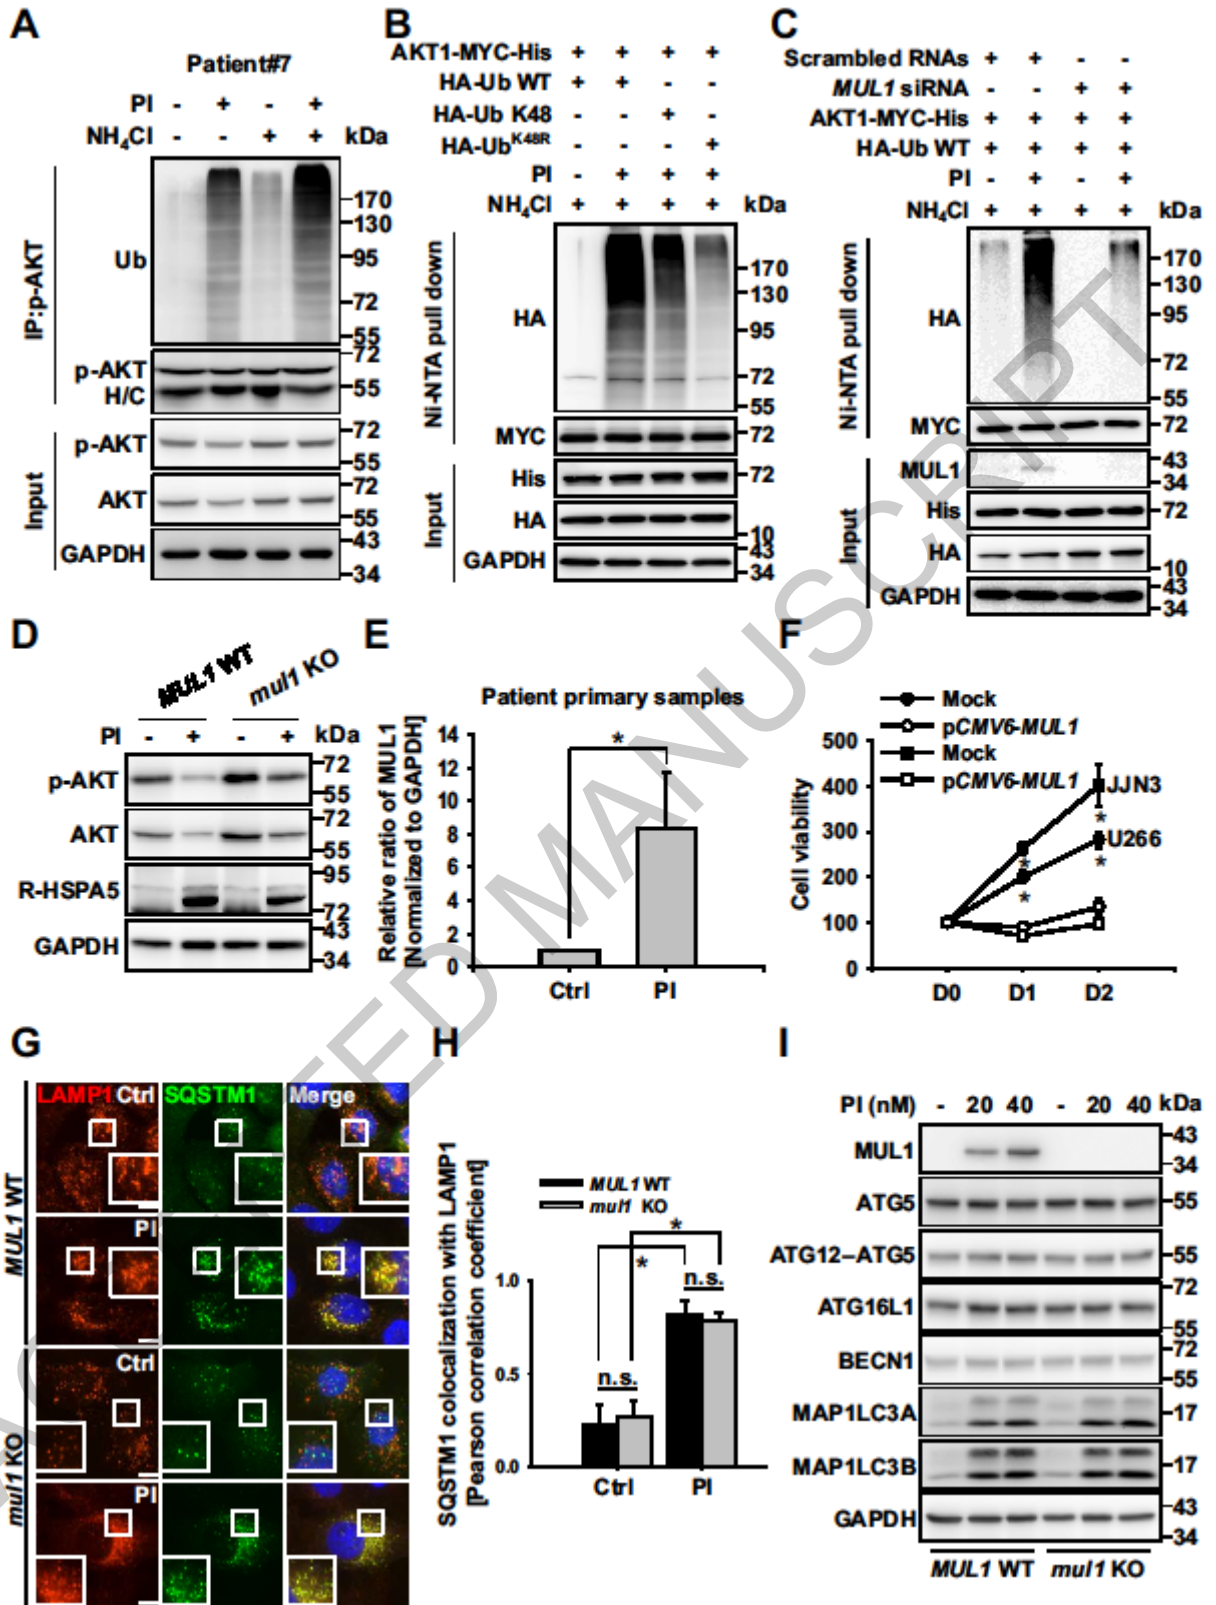 A
Patient#7
PI - + - +
NH4Cl - - + + kDa
IP:p-AKT
Ub
170
130
95
72
55
p-AKT
H/C
72
55
Input
p-AKT
72
55
AKT
72
55
GAPDH
43
34
B
AKT1-MYC-His + + + +
HA-Ub WT + + - -
HA-Ub K48 - - + -
HA-Ub^K48R - - - +
PI - + + +
NH4Cl + + + + kDa
Ni-NTA pull down
HA
170
130
95
72
55
MYC
72
Input
His
72
HA
10
GAPDH
43
34
C
Scrambled RNAs + + - -
MUL1 siRNA - - + +
AKT1-MYC-His + + + +
HA-Ub WT + + + +
PI - + - +
NH4Cl + + + + kDa
Ni-NTA pull down
HA
170
130
95
72
55
MYC
72
Input
MUL1
43
34
His
72
HA
10
GAPDH
43
34
D
MUL1 WT mul1 KO
PI - + - + kDa
p-AKT
72
55
AKT
72
55
R-HSPA5
95
72
GAPDH
43
34
E
Patient primary samples
Relative ratio of MUL1
[Normalized to GAPDH]
14
12
10
8
6
4
2
0
*
Ctrl PI
F
Mock
pCMV6-MUL1
Mock
pCMV6-MUL1
Cell viability
500
400
300
200
100
0
JJN3
*
U266
*
*
*
D0 D1 D2
G
MUL1 WT
LAMP1 Ctrl SQSTM1 Merge
PI
mul1 KO
Ctrl
PI
H
SQSTM1 colocalization with LAMP1
[Pearson correlation coefficient]
MUL1 WT
mul1 KO
1.0
0.5
0.0
*
*
n.s.
n.s.
Ctrl PI
I
PI (nM) - 20 40 - 20 40 kDa
MUL1
43
34
ATG5
55
ATG12–ATG5
55
ATG16L1
72
55
BECN1
72
55
MAP1LC3A
17
MAP1LC3B
17
GAPDH
43
34
MUL1 WT mul1 KO
ACCEPTED MANUSCRIPT